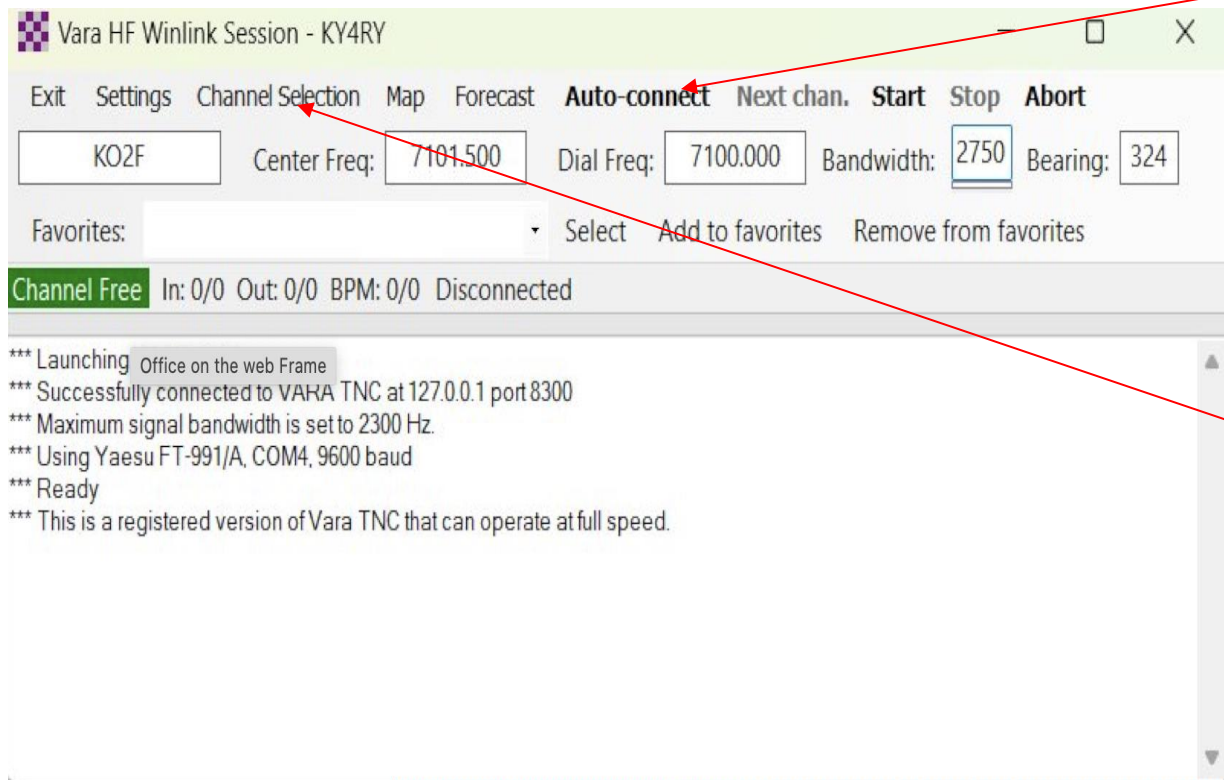 Vara HF Winlink Session - KY4RY
Exit Settings Channel Selection Map Forecast Auto-connect Next chan. Start Stop Abort
KO2F Center Freq: 7101.500 Dial Freq: 7100.000 Bandwidth: 2750 Bearing: 324
Favorites: Select Add to favorites Remove from favorites
Channel Free In: 0/0 Out: 0/0 BPM: 0/0 Disconnected
*** Launching
Office on the web Frame
*** Successfully connected to VARA TNC at 127.0.0.1 port 8300
*** Maximum signal bandwidth is set to 2300 Hz.
*** Using Yaesu FT-991/A, COM4, 9600 baud
*** Ready
*** This is a registered version of Vara TNC that can operate at full speed.